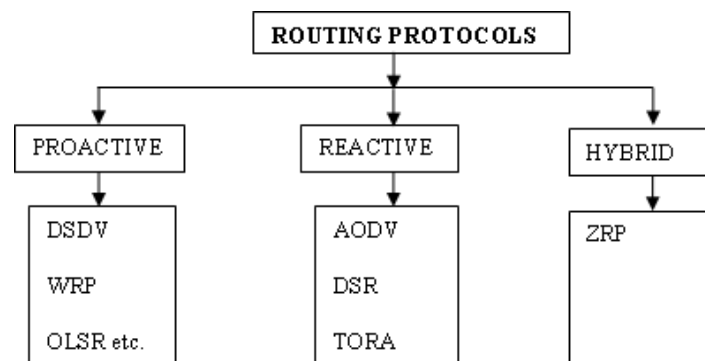 ROUTING PROTOCOLS
PROACTIVE
REACTIVE
HYBRID
DSDV
WRP
OLSR etc.
AODV
DSR
TORA
ZRP